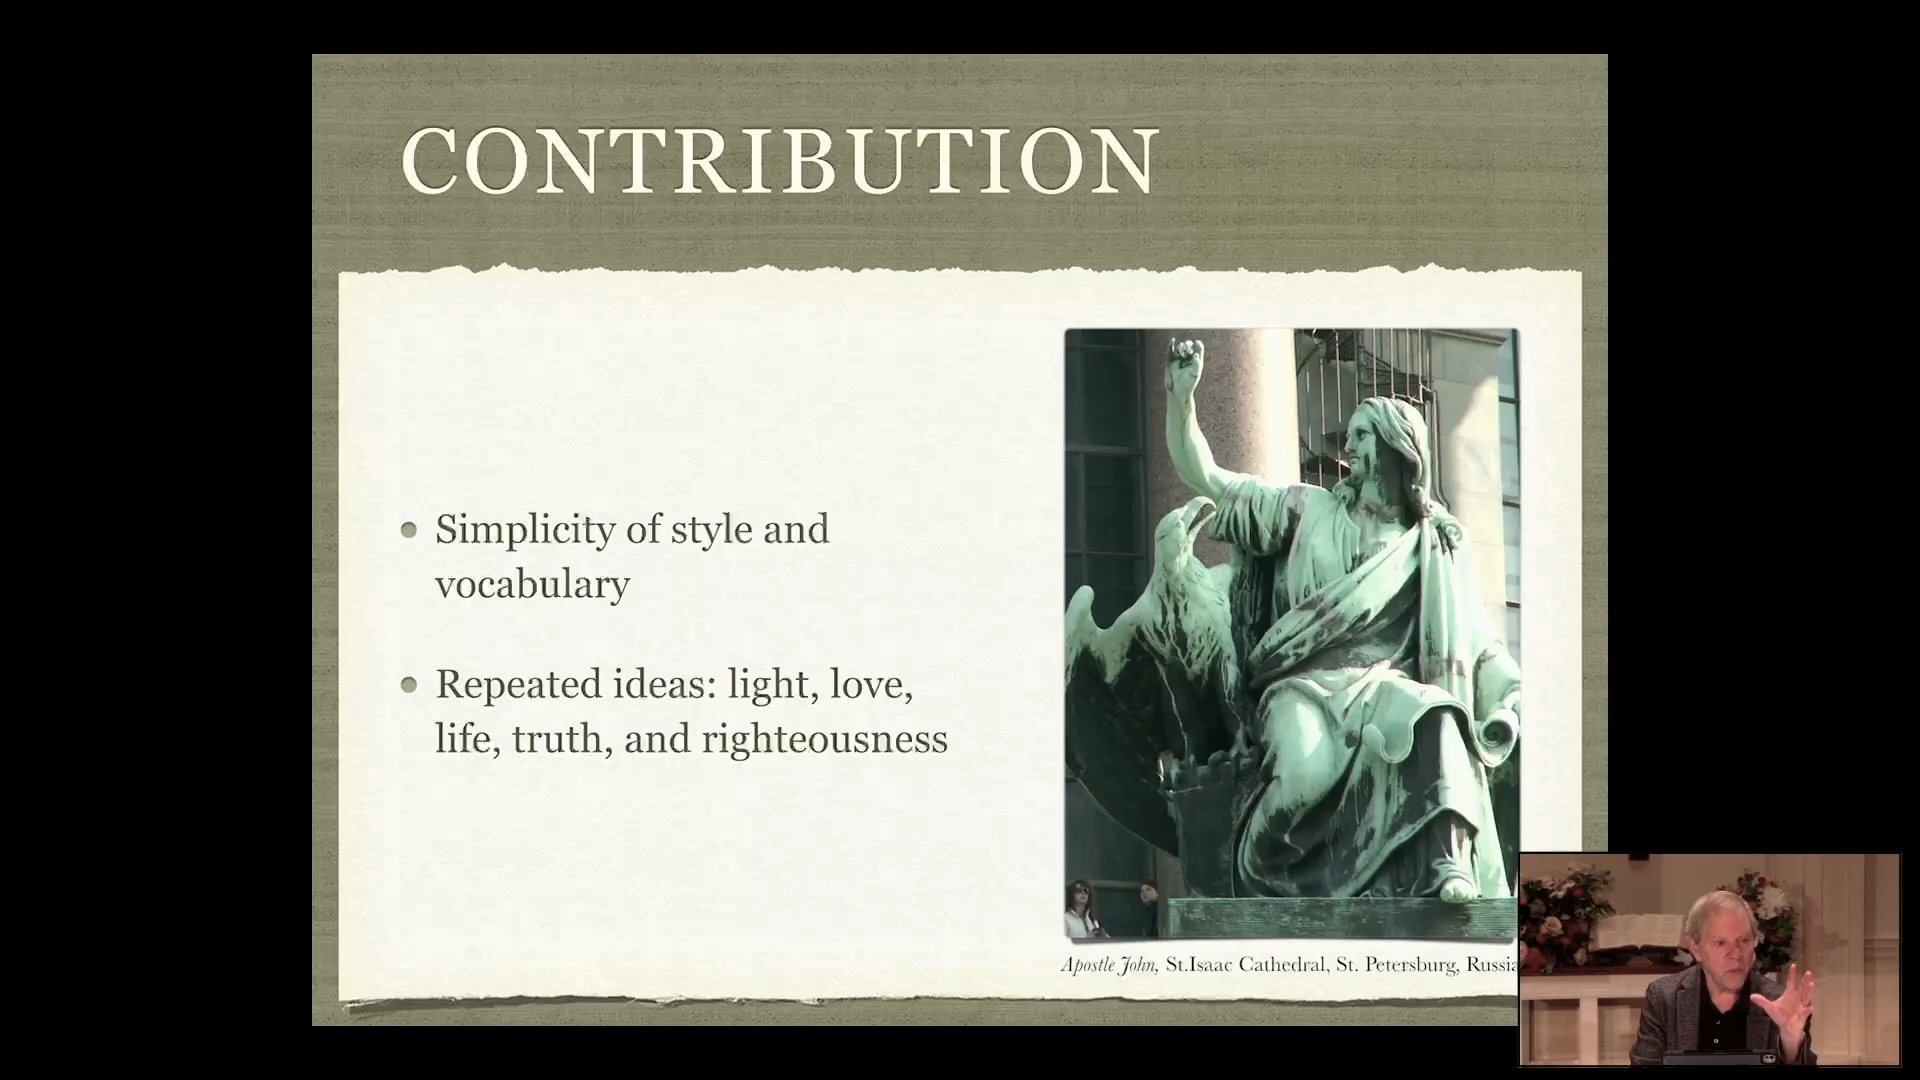 CONTRIBUTION
Simplicity of style and
vocabulary
Repeated ideas: light, love,
life, truth, and righteousness
Apostle John, St.Isaac Cathedral, St. Petersburg, Russia